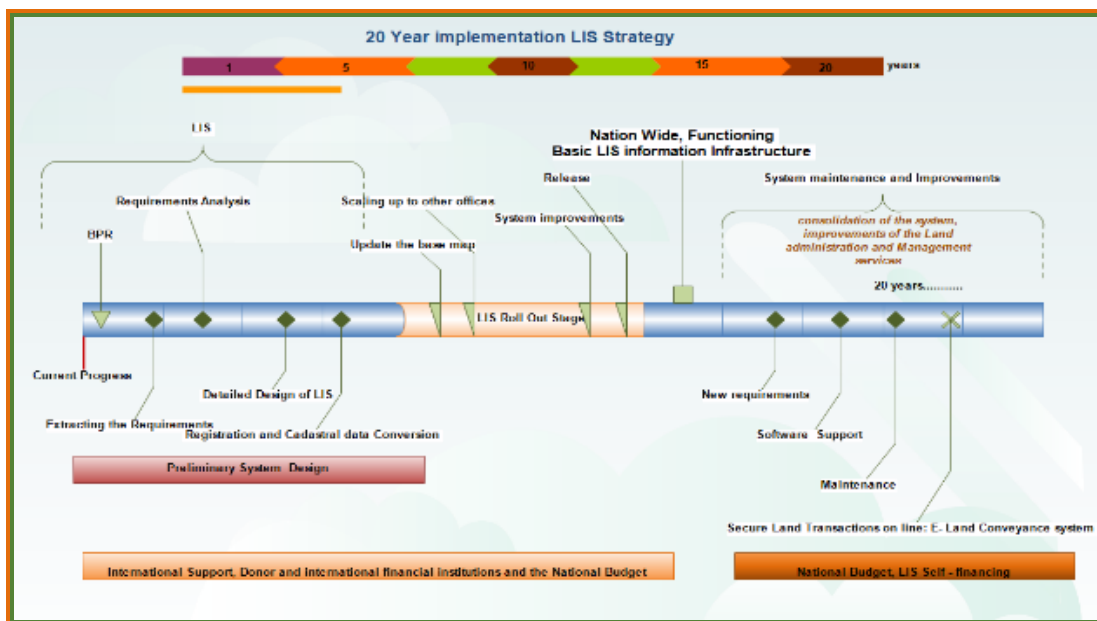 20 Year implementation LIS Strategy
1 5 10 15 20 years
LIS
Nation Wide, Functioning
Basic LIS information Infrastructure
Release
System maintenance and Improvements
Requirements Analysis
Scaling up to other offices
System improvements
consolidation of the system,
improvements of the Land
administration and Management
services
BPR
Update the base map
20 years............
LIS Roll Out Stage
Current Progress
Detailed Design of LIS
New requirements
Extracting the Requirements
Registration and Cadastral data Conversion
Software Support
Preliminary System Design
Maintenance
Secure Land Transactions on line: E- Land Conveyance system
International Support, Donor and International financial institutions and the National Budget
National Budget, LIS Self - financing